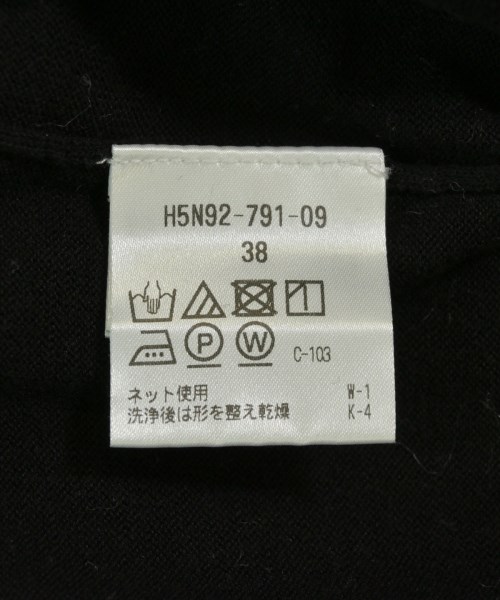 H5N92-791-09
38
P W C-103
ネット使用 W-1
洗浄後は形を整え乾燥 K-4